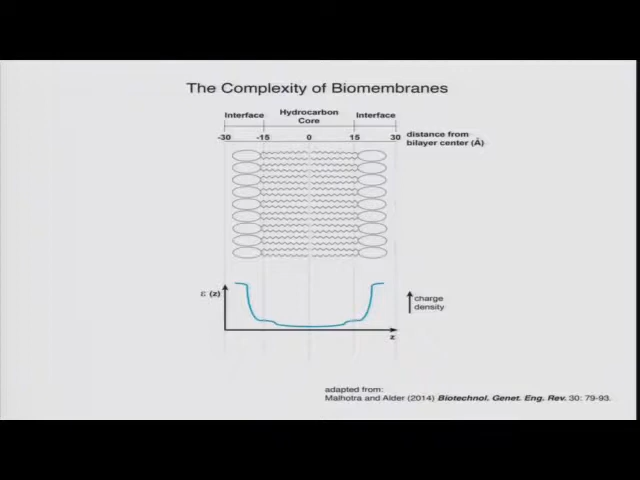 The Complexity of Biomembranes
Interface Hydrocarbon Core Interface
-30 -15 0 15 30 distance from
bilayer center (Å)
ε (z)
charge
density
z
adapted from:
Malhotra and Alder (2014) Biotechnol. Genet. Eng. Rev. 30: 79-93.